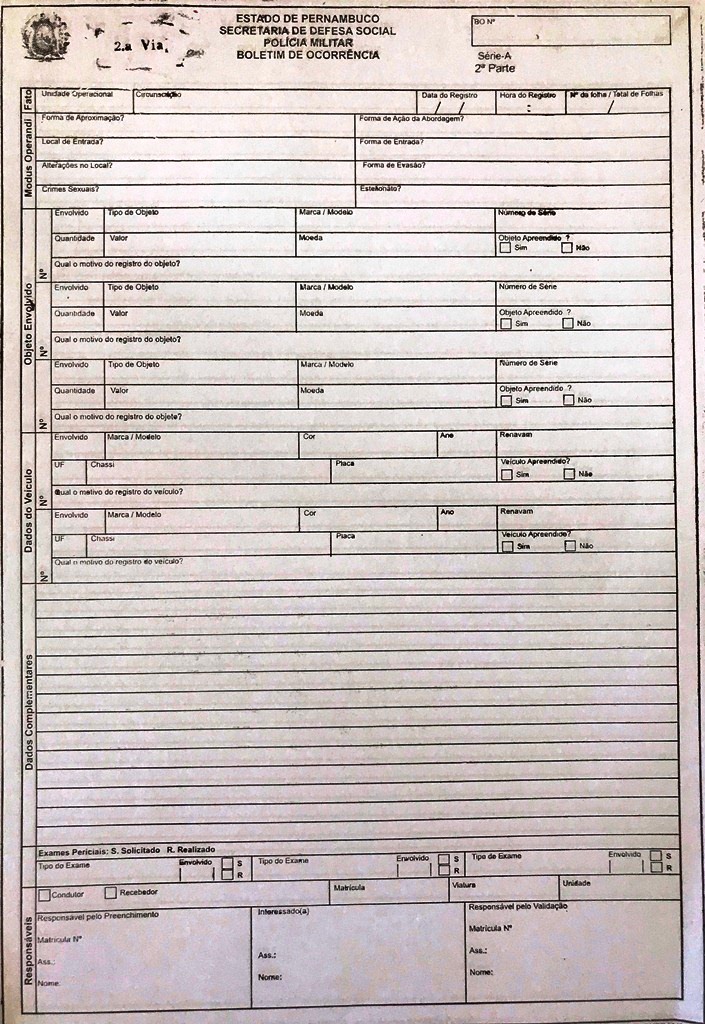 ESTADO DE PERNAMBUCO
SECRETARIA DE DEFESA SOCIAL
POLÍCIA MILITAR
BOLETIM DE OCORRÊNCIA
2.a Via
BO Nº
Série-A
2ª Parte
Fato
Unidade Operacional Circunscrição Data do Registro Hora do Registro Nº da folha / Total de Folhas
/ / : /
Modus Operandi
Forma de Aproximação? Forma de Ação da Abordagem?
Local de Entrada? Forma de Entrada?
Alterações no Local? Forma de Evasão?
Crimes Sexuais? Estelionato?
Objeto Envolvido
Envolvido Tipo de Objeto Marca / Modelo Número de Série
Quantidade Valor Moeda Objeto Apreendido ?
Sim Não
Nº
Qual o motivo do registro do objeto?
Envolvido Tipo de Objeto Marca / Modelo Número de Série
Quantidade Valor Moeda Objeto Apreendido ?
Sim Não
Nº
Qual o motivo do registro do objeto?
Envolvido Tipo de Objeto Marca / Modelo Número de Série
Quantidade Valor Moeda Objeto Apreendido ?
Sim Não
Nº
Qual o motivo do registro do objeto?
Dados do Veículo
Envolvido Marca / Modelo Cor Ano Renavam
UF Chassi Placa Veículo Apreendido?
Sim Não
Nº
Qual o motivo do registro do veículo?
Envolvido Marca / Modelo Cor Ano Renavam
UF Chassi Placa Veículo Apreendido?
Sim Não
Nº
Qual o motivo do registro do veículo?
Dados Complementares
Exames Periciais: S. Solicitado R. Realizado
Tipo do Exame Envolvido S Tipo do Exame Envolvido S Tipo do Exame Envolvido S
R R R
Responsáveis
Condutor Recebedor Matrícula Viatura Unidade
Responsável pelo Preenchimento Interessado(a) Responsável pelo Validação
Matrícula Nº Matrícula Nº
Ass.: Ass.: Ass.:
Nome: Nome: Nome: